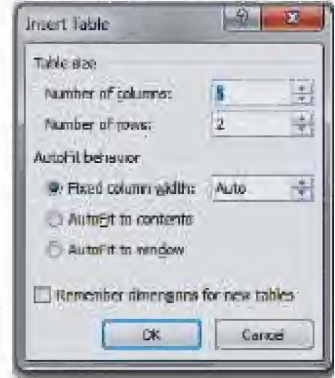 Insert Table
Table size
Number of columns: 5
Number of rows: 2
AutoFit behavior
Fixed column width: Auto
AutoFit to contents
AutoFit to window
Remember dimensions for new tables
OK Cancel